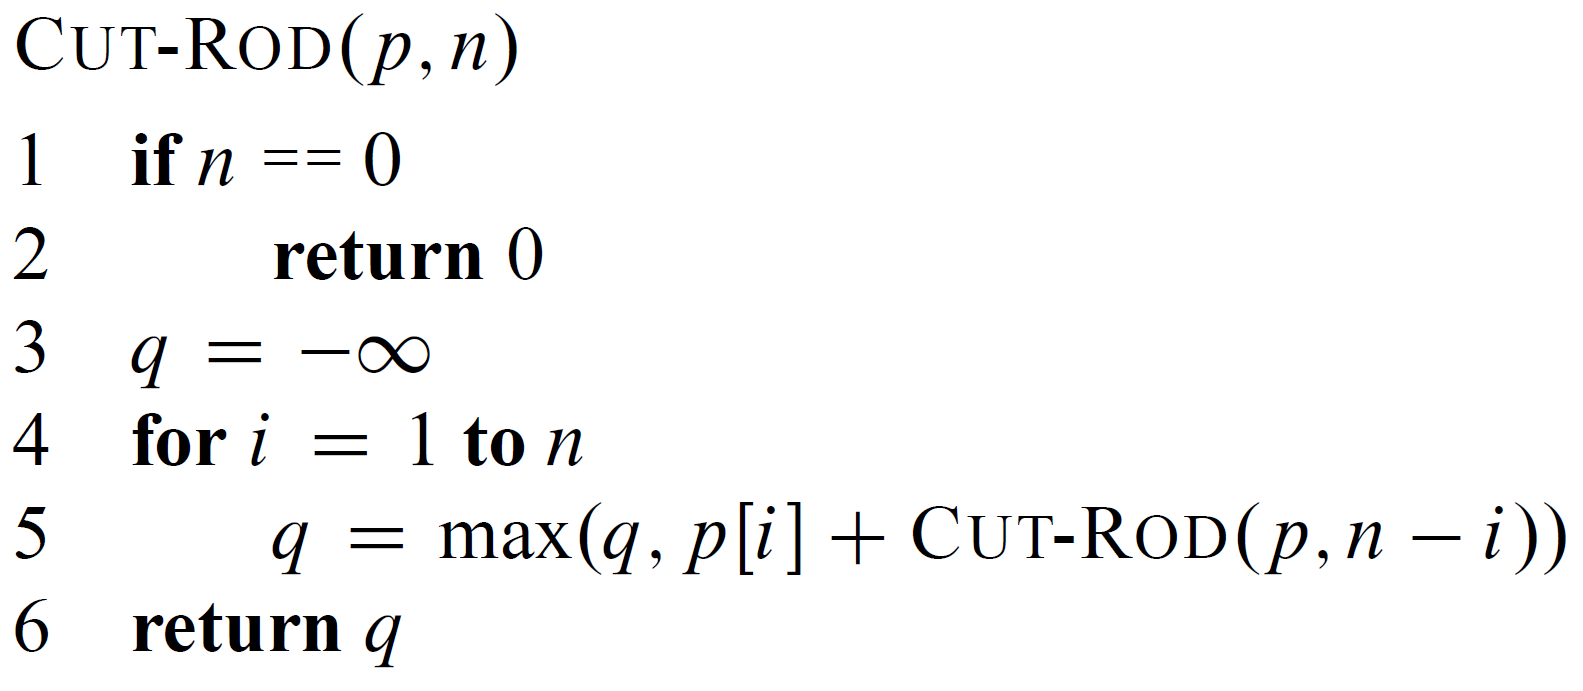 CUT-ROD(p, n)
1 if n == 0
2 return 0
3 q = −∞
4 for i = 1 to n
5 q = max(q, p[i] + CUT-ROD(p, n − i))
6 return q